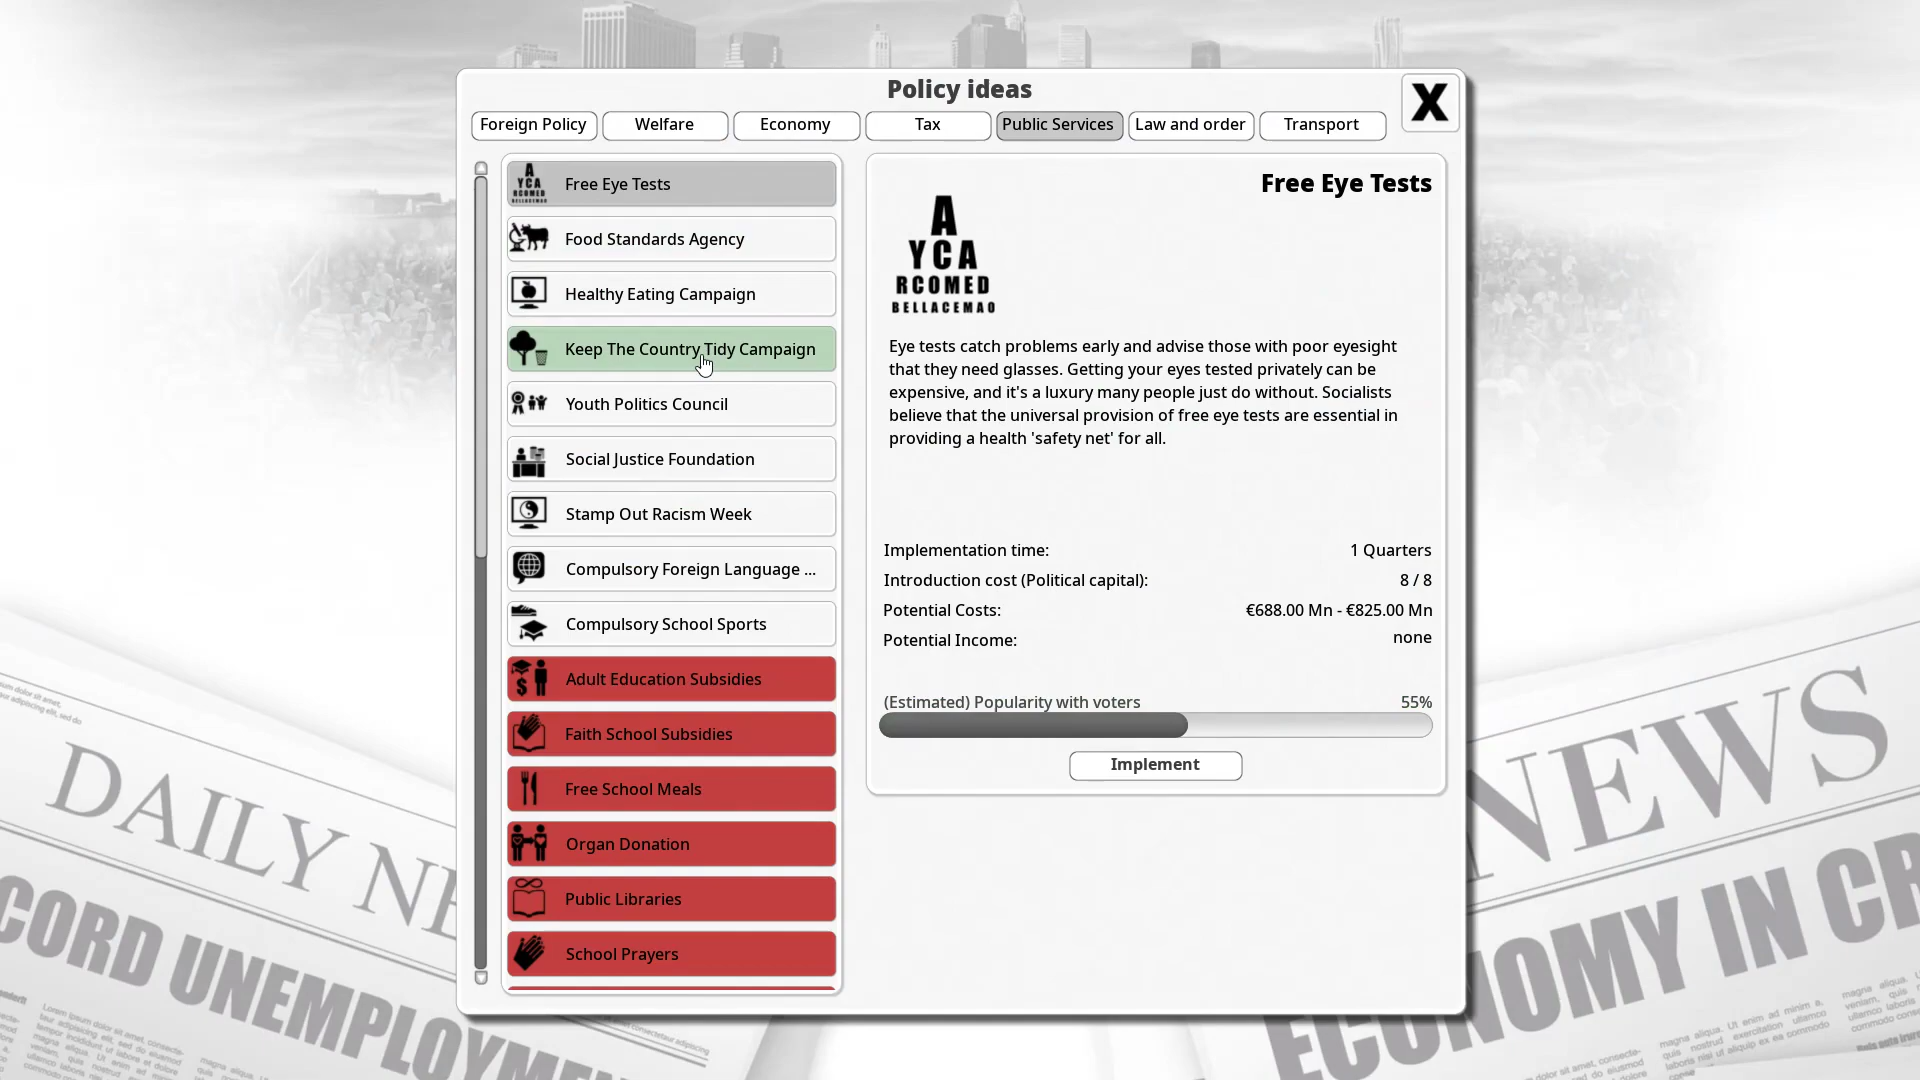 Policy ideas
X
Foreign Policy
Welfare
Economy
Tax
Public Services
Law and order
Transport
A
YCA
RCOMED
BELLACEMAO
Free Eye Tests
Food Standards Agency
Healthy Eating Campaign
Keep The Country Tidy Campaign
Youth Politics Council
Social Justice Foundation
Stamp Out Racism Week
Compulsory Foreign Language ...
Compulsory School Sports
Adult Education Subsidies
Faith School Subsidies
Free School Meals
Organ Donation
Public Libraries
School Prayers
Free Eye Tests
A
YCA
RCOMED
BELLACEMAO
Eye tests catch problems early and advise those with poor eyesight
that they need glasses. Getting your eyes tested privately can be
expensive, and it's a luxury many people just do without. Socialists
believe that the universal provision of free eye tests are essential in
providing a health 'safety net' for all.
Implementation time: 1 Quarters
Introduction cost (Political capital): 8 / 8
Potential Costs: €688.00 Mn - €825.00 Mn
Potential Income: none
(Estimated) Popularity with voters 55%
Implement
DAILY NE
CORD UNEMPLOYME
NEWS
ECONOMY IN CR